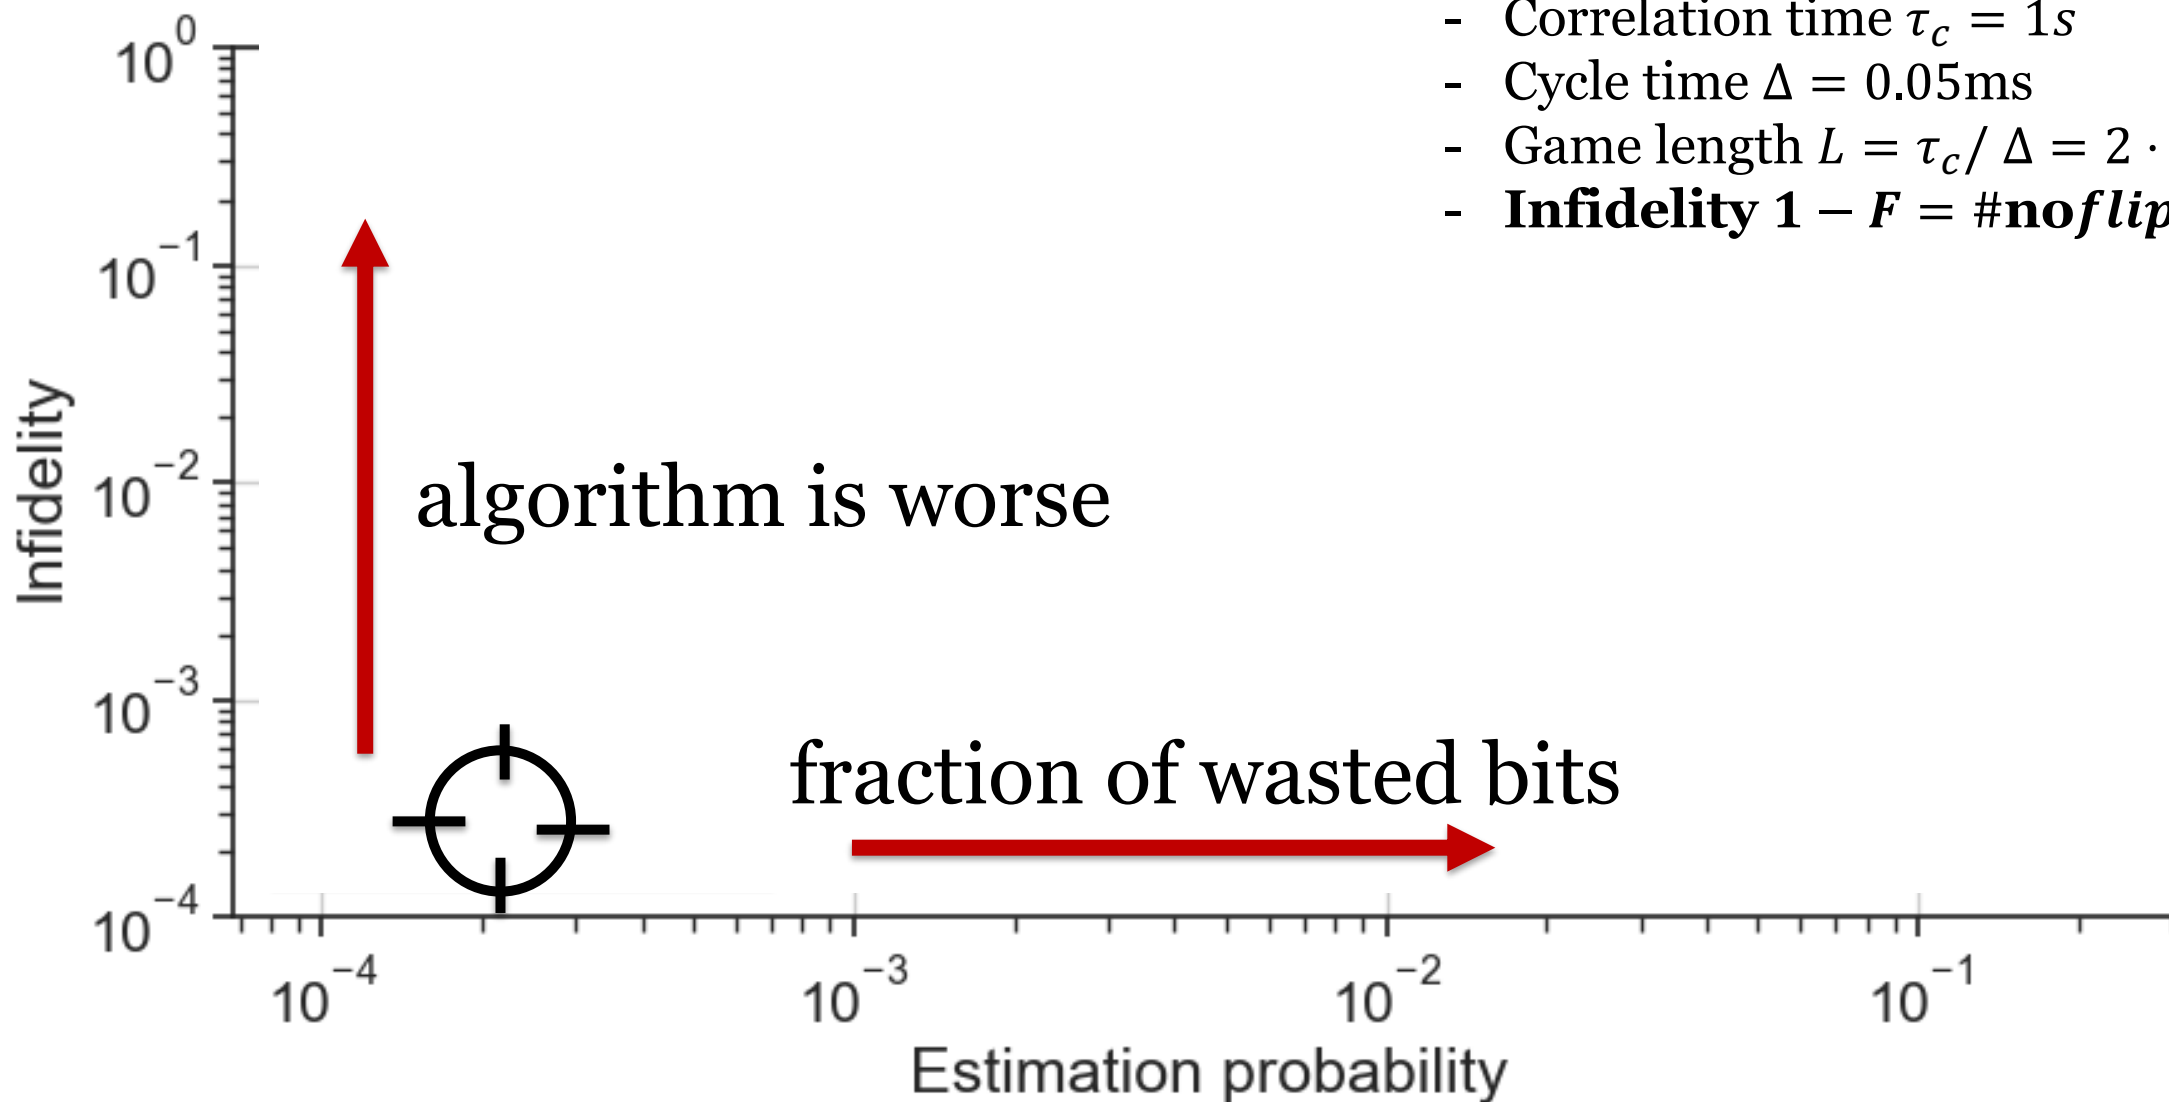 - Correlation time τ_c = 1s
- Cycle time Δ = 0.05ms
- Game length L = τ_c / Δ = 2 ·
- Infidelity 1 − F = #noflip
10^0
10^−1
10^−2
10^−3
10^−4
Infidelity
algorithm is worse
fraction of wasted bits
10^−4
10^−3
10^−2
10^−1
Estimation probability